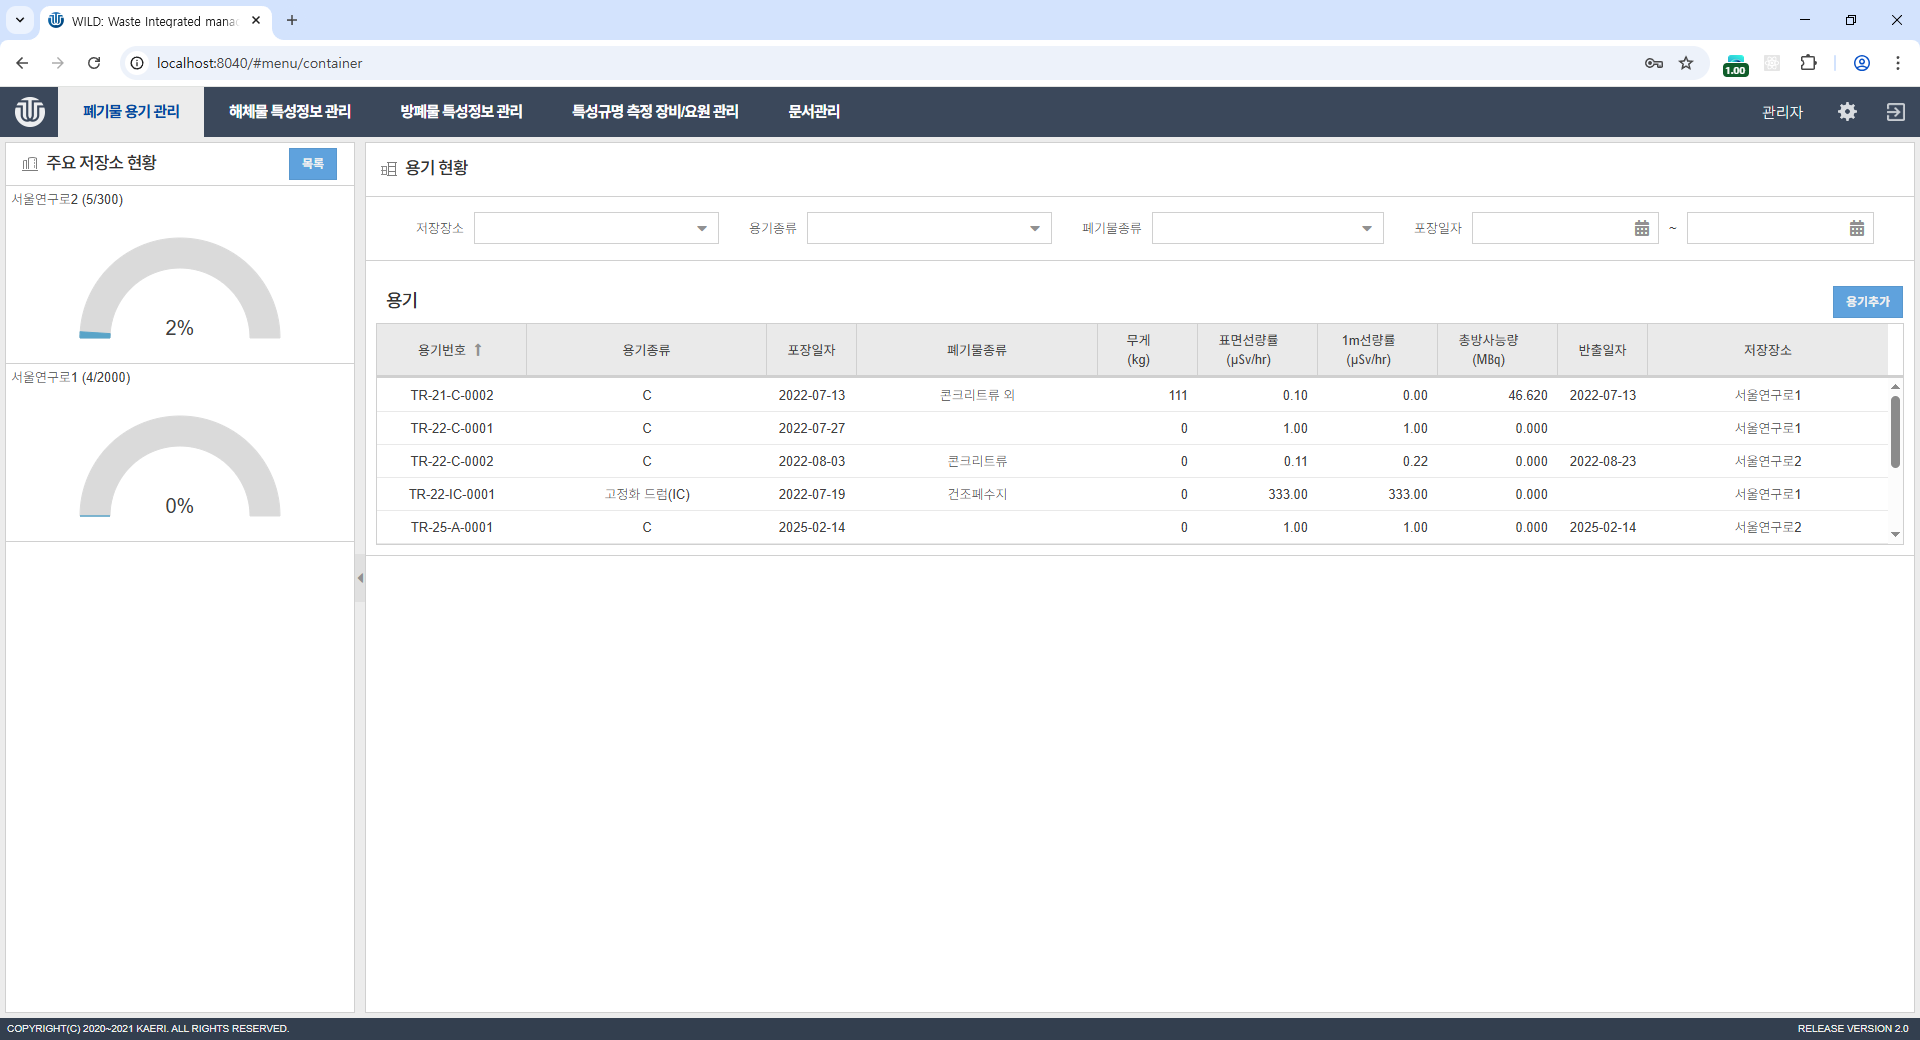 WILD: Waste Integrated mana
localhost:8040/#menu/container
1.00
폐기물 용기 관리
해체물 특성정보 관리
방폐물 특성정보 관리
특성규명 측정 장비/요원 관리
문서관리
관리자
주요 저장소 현황
목록
서울연구로2 (5/300)
2%
서울연구로1 (4/2000)
0%
용기 현황
저장장소
용기종류
폐기물종류
포장일자 ~
용기
용기추가
용기번호 ↑ 용기종류 포장일자 폐기물종류 무게 (kg) 표면선량률 (μSv/hr) 1m선량률 (μSv/hr) 총방사능량 (MBq) 반출일자 저장장소
TR-21-C-0002 C 2022-07-13 콘크리트류 외 111 0.10 0.00 46.620 2022-07-13 서울연구로1
TR-22-C-0001 C 2022-07-27 0 1.00 1.00 0.000 서울연구로1
TR-22-C-0002 C 2022-08-03 콘크리트류 0 0.11 0.22 0.000 2022-08-23 서울연구로2
TR-22-IC-0001 고정화 드럼(IC) 2022-07-19 건조폐수지 0 333.00 333.00 0.000 서울연구로1
TR-25-A-0001 C 2025-02-14 0 1.00 1.00 0.000 2025-02-14 서울연구로2
COPYRIGHT(C) 2020~2021 KAERI. ALL RIGHTS RESERVED.
RELEASE VERSION 2.0